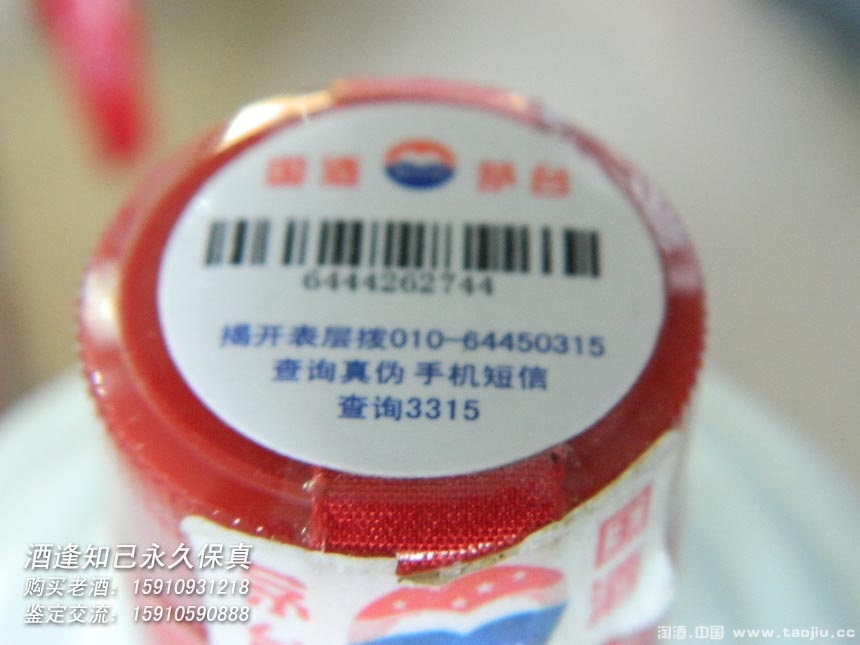 国酒 茅台
6444262744
揭开表层拨010-64450315
查询真伪 手机短信
查询3315
国酒
酒逢知己永久保真
购买老酒：15910931218
鉴定交流：15910590888
淘酒.中国 www.taojiu.cc